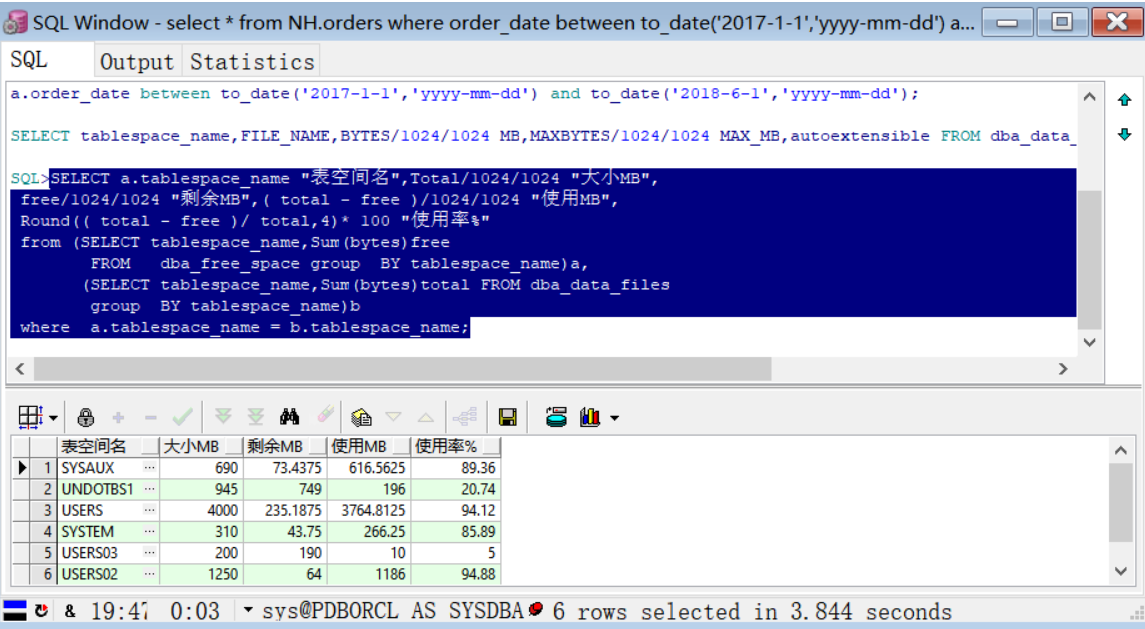 SQL Window - select * from NH.orders where order_date between to_date('2017-1-1','yyyy-mm-dd') a...
SQL Output Statistics
a.order_date between to_date('2017-1-1','yyyy-mm-dd') and to_date('2018-6-1','yyyy-mm-dd');
SELECT tablespace_name,FILE_NAME,BYTES/1024/1024 MB,MAXBYTES/1024/1024 MAX_MB,autoextensible FROM dba_data_
SQL>SELECT a.tablespace_name "表空间名",Total/1024/1024 "大小MB",
free/1024/1024 "剩余MB",( total - free )/1024/1024 "使用MB",
Round(( total - free )/ total,4)* 100 "使用率%"
from (SELECT tablespace_name,Sum(bytes)free
FROM dba_free_space group BY tablespace_name)a,
(SELECT tablespace_name,Sum(bytes)total FROM dba_data_files
group BY tablespace_name)b
where a.tablespace_name = b.tablespace_name;
表空间名 大小MB 剩余MB 使用MB 使用率%
1 SYSAUX ... 690 73.4375 616.5625 89.36
2 UNDOTBS1 ... 945 749 196 20.74
3 USERS ... 4000 235.1875 3764.8125 94.12
4 SYSTEM ... 310 43.75 266.25 85.89
5 USERS03 ... 200 190 10 5
6 USERS02 ... 1250 64 1186 94.88
& 19:47 0:03 sys@PDBORCL AS SYSDBA 6 rows selected in 3.844 seconds